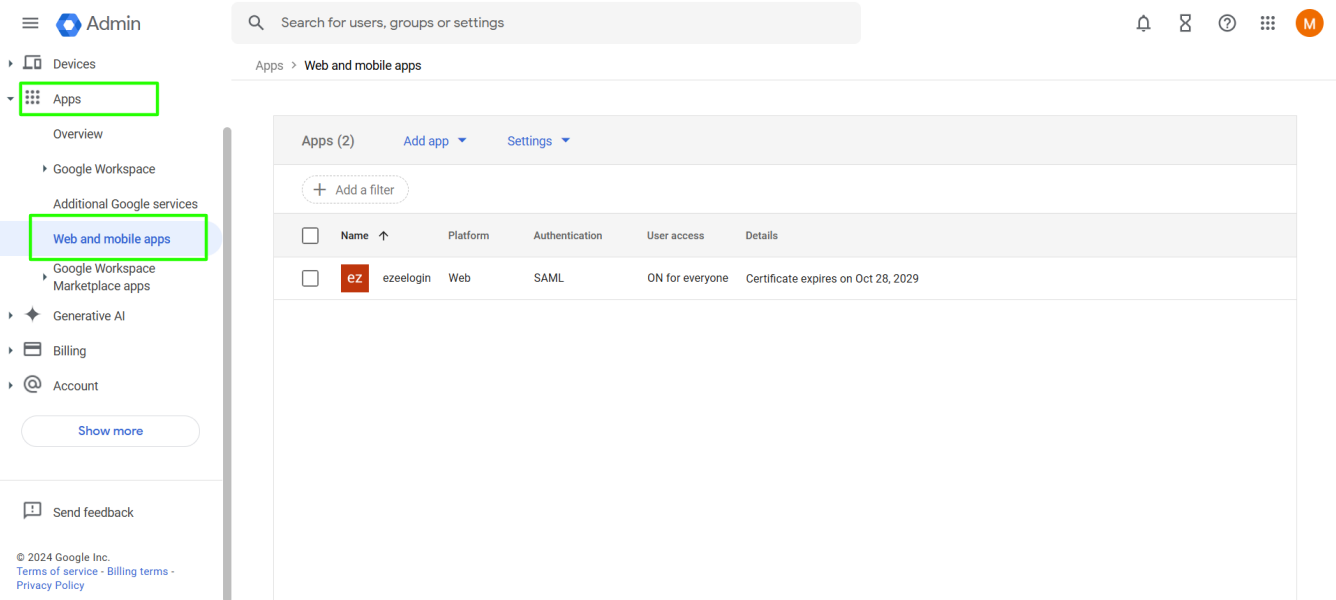 Admin
Search for users, groups or settings
M
Devices
Apps
Overview
Google Workspace
Additional Google services
Web and mobile apps
Google Workspace
Marketplace apps
Generative AI
Billing
Account
Show more
Send feedback
© 2024 Google Inc.
Terms of service - Billing terms -
Privacy Policy
Apps > Web and mobile apps
Apps (2) Add app Settings
+ Add a filter
Name Platform Authentication User access Details
ez ezeelogin Web SAML ON for everyone Certificate expires on Oct 28, 2029